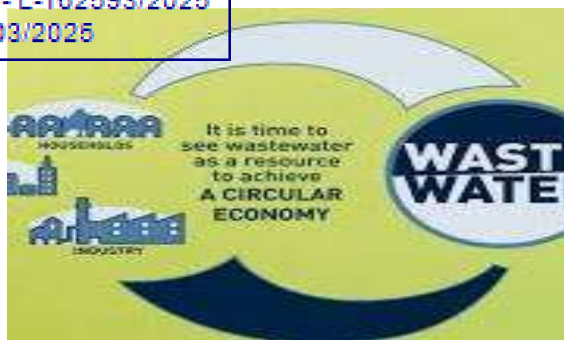 L-162593/2025
03/2025
HOUSEHOLDS
INDUSTRY
It is time to
see wastewater
as a resource
to achieve
A CIRCULAR
ECONOMY
WAST
WATE